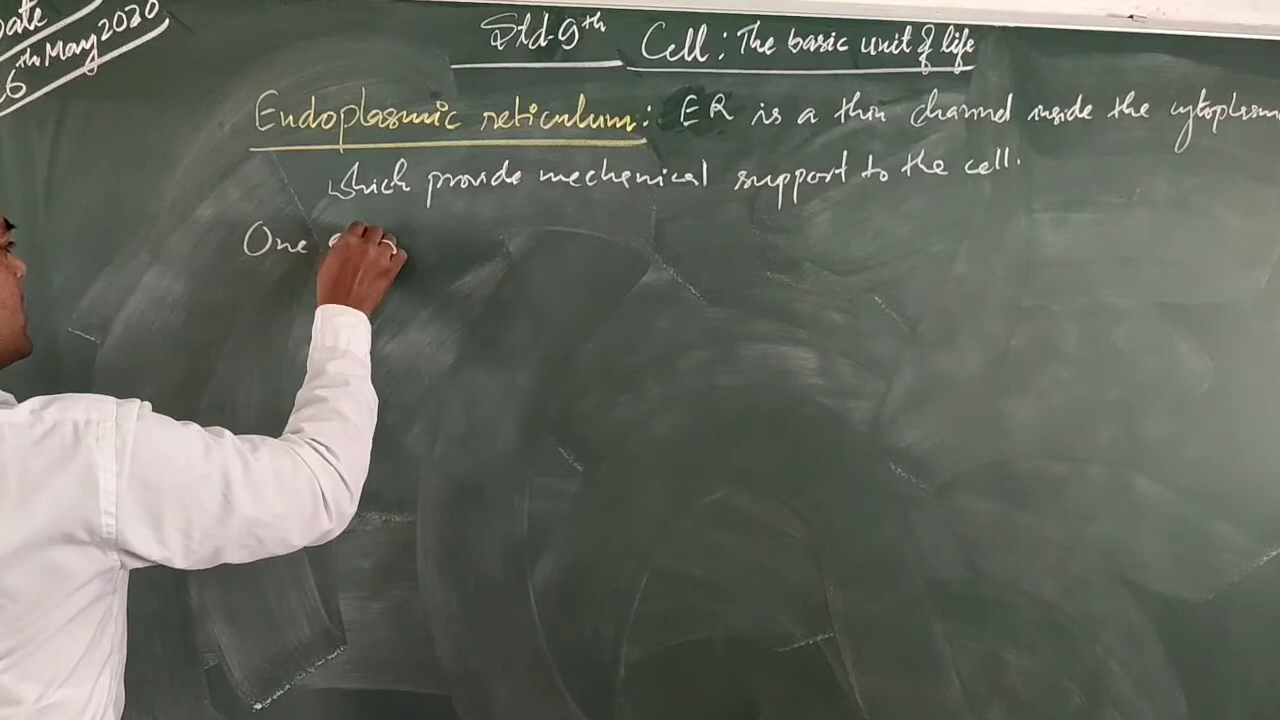 Date
6th May 2020
Std-9th Cell: The basic unit of life
Endoplasmic reticulum: ER is a thin channel inside the cytoplasm
which provide mechenical support to the cell.
One